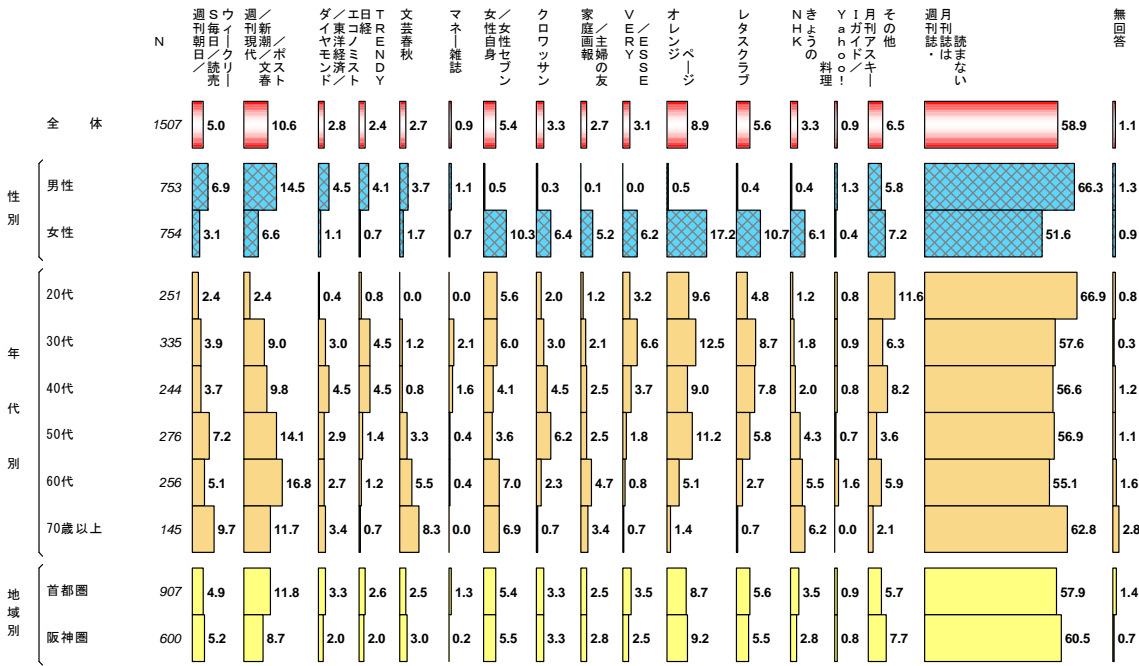 N
週刊朝日／
S毎日／読売
ウィークリー
週刊現代
／新潮／文春
／ポスト
ダイヤモンド
／東洋経済／
エコノミスト
日経
TRENDY
文芸春秋
マネー雑誌
女性自身
／女性セブン
クロワッサン
家庭画報
／主婦の友
VERY
／ESSE
オレンジ
ページ
レタスクラブ
NHK
きょうの
料理
Yahoo!
Iガイド／
月刊アスキー
その他
週刊誌・
月刊誌は
読まない
無回答
全 体 1507 5.0 10.6 2.8 2.4 2.7 0.9 5.4 3.3 2.7 3.1 8.9 5.6 3.3 0.9 6.5 58.9 1.1
性別
男性 753 6.9 14.5 4.5 4.1 3.7 1.1 0.5 0.3 0.1 0.0 0.5 0.4 0.4 1.3 5.8 66.3 1.3
女性 754 3.1 6.6 1.1 0.7 1.7 0.7 10.3 6.4 5.2 6.2 17.2 10.7 6.1 0.4 7.2 51.6 0.9
年代別
20代 251 2.4 2.4 0.4 0.8 0.0 0.0 5.6 2.0 1.2 3.2 9.6 4.8 1.2 0.8 11.6 66.9 0.8
30代 335 3.9 9.0 3.0 4.5 1.2 2.1 6.0 3.0 2.1 6.6 12.5 8.7 1.8 0.9 6.3 57.6 0.3
40代 244 3.7 9.8 4.5 4.5 0.8 1.6 4.1 4.5 2.5 3.7 9.0 7.8 2.0 0.8 8.2 56.6 1.2
50代 276 7.2 14.1 2.9 1.4 3.3 0.4 3.6 6.2 2.5 1.8 11.2 5.8 4.3 0.7 3.6 56.9 1.1
60代 256 5.1 16.8 2.7 1.2 5.5 0.4 7.0 2.3 4.7 0.8 5.1 2.7 5.5 1.6 5.9 55.1 1.6
70歳以上 145 9.7 11.7 3.4 0.7 8.3 0.0 6.9 0.7 3.4 0.7 1.4 0.7 6.2 0.0 2.1 62.8 2.8
地域別
首都圏 907 4.9 11.8 3.3 2.6 2.5 1.3 5.4 3.3 2.5 3.5 8.7 5.6 3.5 0.9 5.7 57.9 1.4
阪神圏 600 5.2 8.7 2.0 2.0 3.0 0.2 5.5 3.3 2.8 2.5 9.2 5.5 2.8 0.8 7.7 60.5 0.7